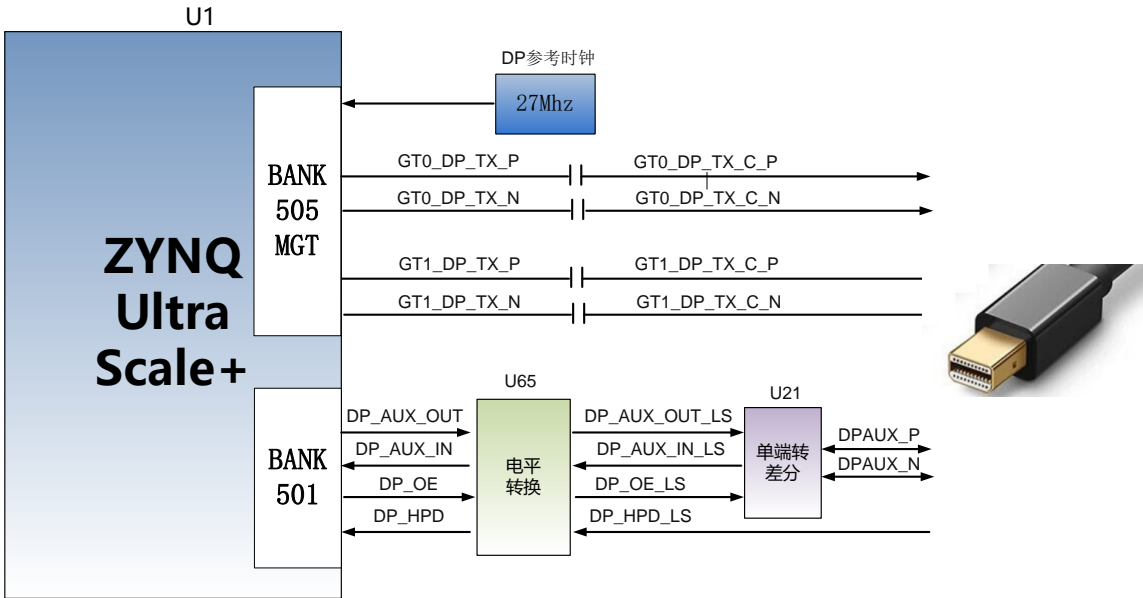 U1
DP参考时钟
27Mhz
BANK
505
MGT
GT0_DP_TX_P
GT0_DP_TX_C_P
GT0_DP_TX_N
GT0_DP_TX_C_N
GT1_DP_TX_P
GT1_DP_TX_C_P
GT1_DP_TX_N
GT1_DP_TX_C_N
ZYNQ
Ultra
Scale+
BANK
501
U65
U21
DP_AUX_OUT
DP_AUX_IN
DP_OE
DP_HPD
电平
转换
DP_AUX_OUT_LS
DP_AUX_IN_LS
DP_OE_LS
DP_HPD_LS
单端转
差分
DPAUX_P
DPAUX_N